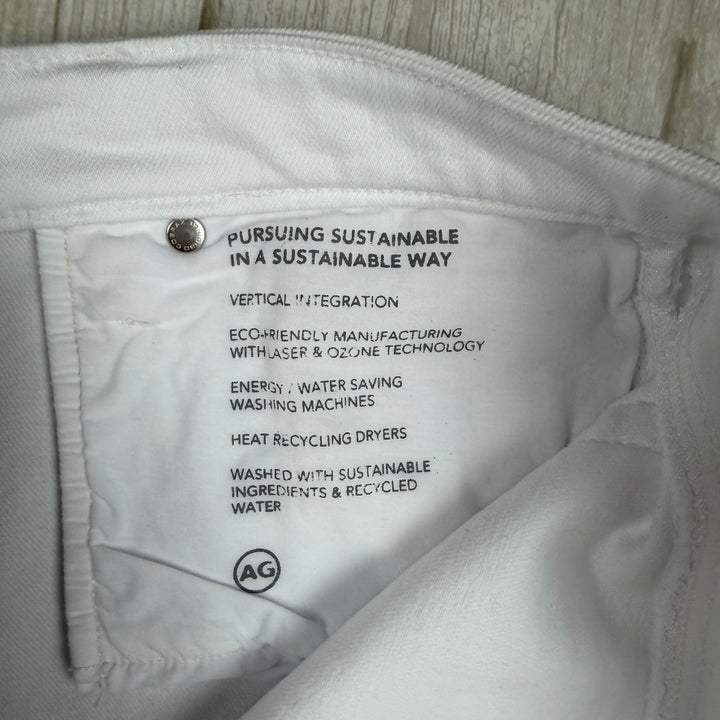 PURSUING SUSTAINABLE
IN A SUSTAINABLE WAY
VERTICAL INTEGRATION
ECO-FRIENDLY MANUFACTURING
WITH LASER & OZONE TECHNOLOGY
ENERGY / WATER SAVING
WASHING MACHINES
HEAT RECYCLING DRYERS
WASHED WITH SUSTAINABLE
INGREDIENTS & RECYCLED
WATER
AG